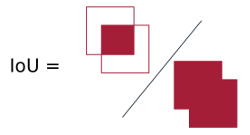 IoU =